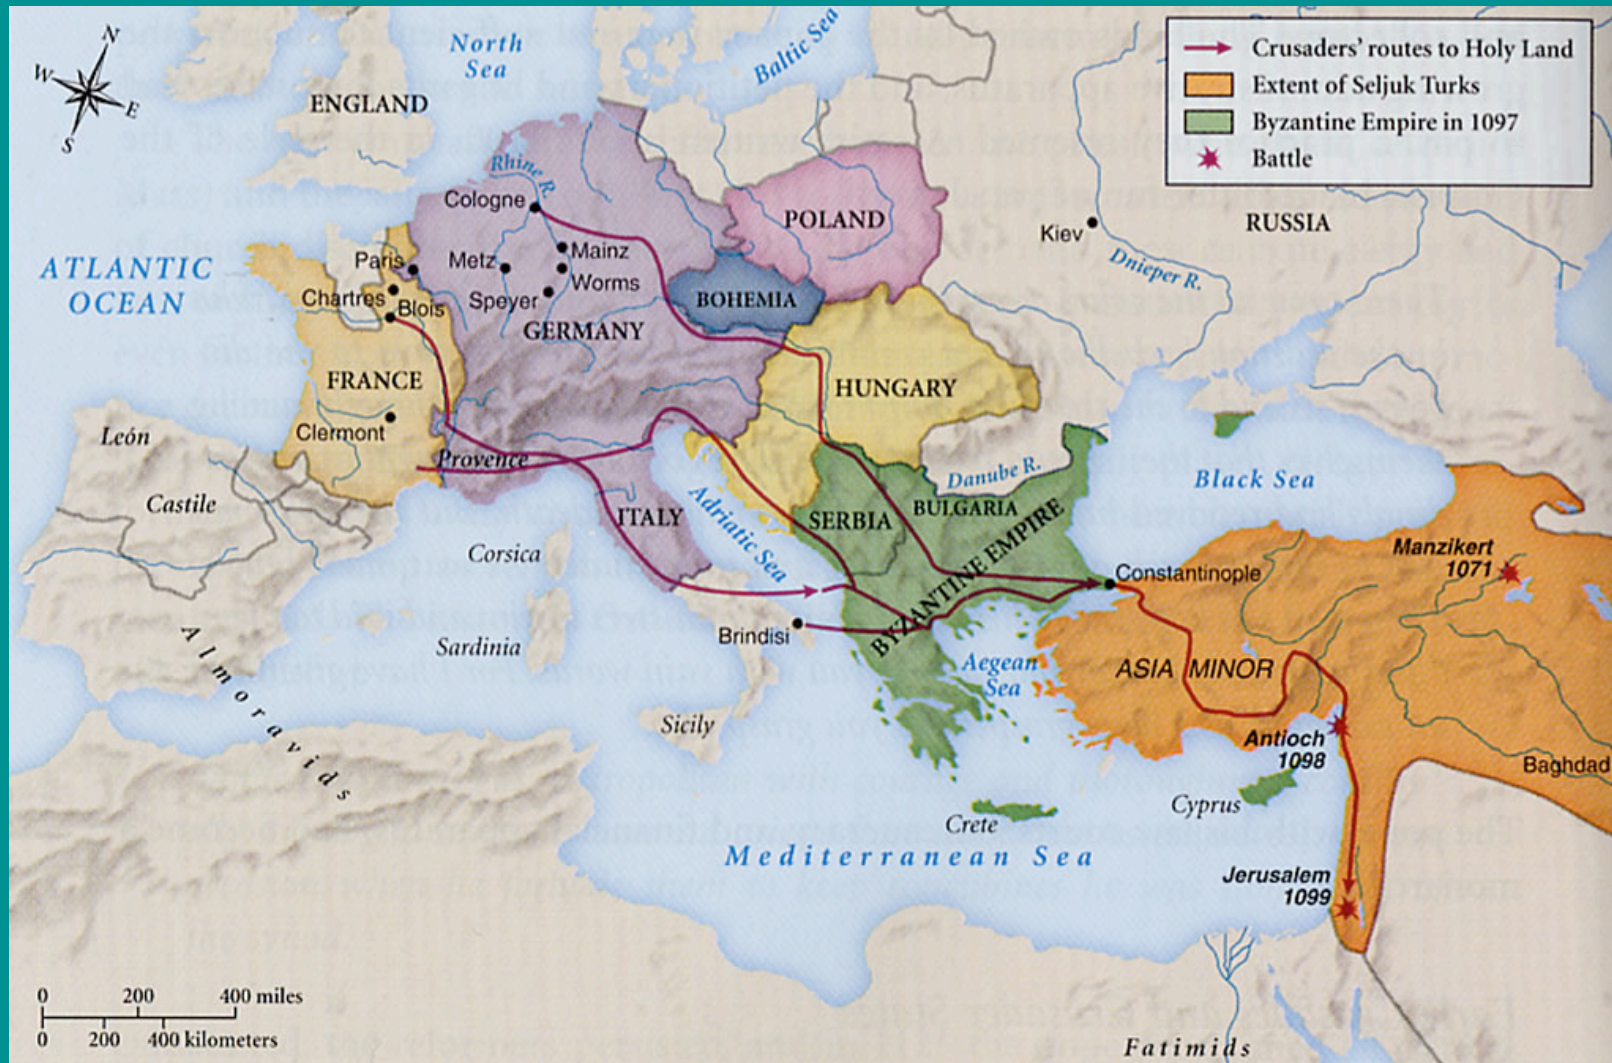 N
W
E
S
North
Sea
Baltic Sea
Crusaders' routes to Holy Land
Extent of Seljuk Turks
Byzantine Empire in 1097
Battle
ENGLAND
Rhine R.
Cologne
POLAND
RUSSIA
Kiev
Dnieper R.
ATLANTIC
OCEAN
Paris
Metz
Mainz
Worms
Chartres
Speyer
Blois
BOHEMIA
GERMANY
FRANCE
HUNGARY
León
Clermont
Provence
Danube R.
Black Sea
Castile
ITALY
Adriatic Sea
SERBIA
BULGARIA
Corsica
BYZANTINE EMPIRE
Constantinople
Manzikert
1071
Brindisi
Sardinia
Aegean
Sea
ASIA MINOR
Almoravids
Sicily
Antioch
1098
Baghdad
Cyprus
Crete
Mediterranean Sea
Jerusalem
1099
0 200 400 miles
0 200 400 kilometers
Fatimids